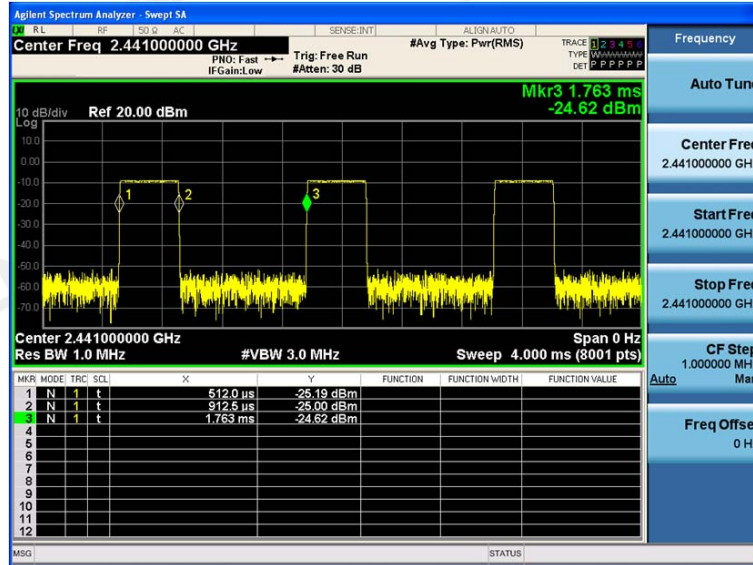 Agilent Spectrum Analyzer - Swept SA
RL RF 50 Ω AC SENSE:INT ALIGN AUTO
Center Freq 2.441000000 GHz
PNO: Fast
IFGain:Low
Trig: Free Run
#Atten: 30 dB
#Avg Type: Pwr(RMS)
TRACE 1 2 3 4 5 6
TYPE
DET P P P P P P
Mkr3 1.763 ms
-24.62 dBm
10 dB/div Ref 20.00 dBm
Log
10.0
0.00
-10.0
-20.0
-30.0
-40.0
-50.0
-60.0
-70.0
1
2
3
Center 2.441000000 GHz Span 0 Hz
Res BW 1.0 MHz #VBW 3.0 MHz Sweep 4.000 ms (8001 pts)
MKR MODE TRC SCL X Y FUNCTION FUNCTION WIDTH FUNCTION VALUE
1 N 1 t 512.0 µs -25.19 dBm
2 N 1 t 912.5 µs -25.00 dBm
3 N 1 t 1.763 ms -24.62 dBm
4
5
6
7
8
9
10
11
12
MSG STATUS
Frequency
Auto Tun
Center Fre
2.441000000 GH
Start Fre
2.441000000 GH
Stop Fre
2.441000000 GH
CF Ste
1.000000 MH
Auto Ma
Freq Offse
0 H